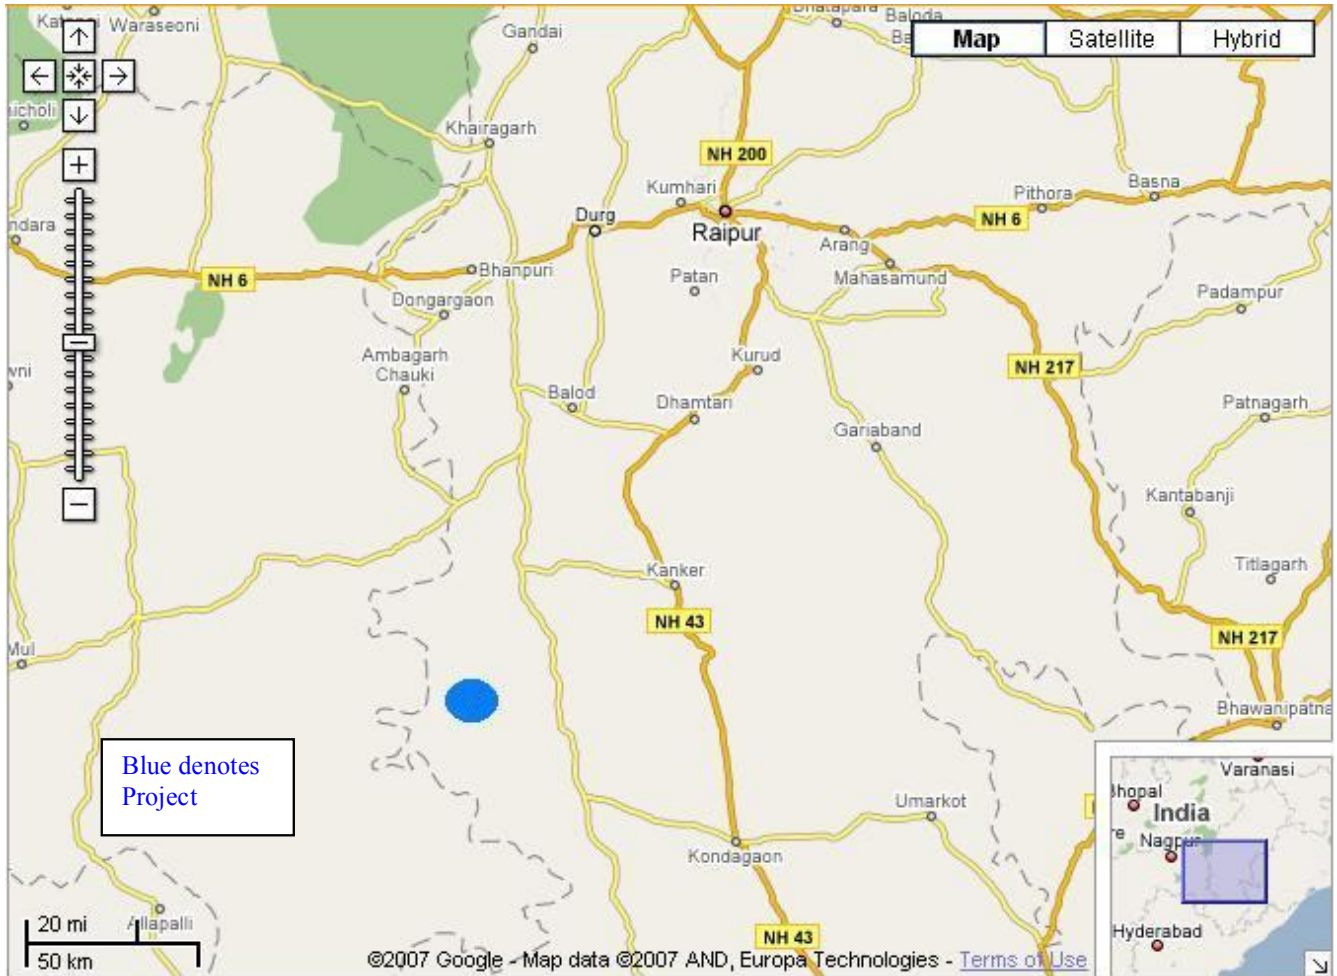 Waraseoni
Gandai
Bhatapara
Baloda
Map
Satellite
Hybrid
Khairagarh
NH 200
Kumhari
Durg
Raipur
Pithora
Basna
NH 6
Arang
Mahasamund
NH 6
Bhanpuri
Patan
Dongargaon
Padampur
Ambagarh
Chauki
Kurud
NH 217
Balod
Dhamtari
Patnagarh
Gariaband
Kantabanji
Kanker
Titlagarh
NH 43
NH 217
Mul
Bhawanipatna
Blue denotes
Project
Umarkot
Kondagaon
Varanasi
Bhopal
India
Nagpur
Hyderabad
Allapalli
20 mi
50 km
NH 43
©2007 Google - Map data ©2007 AND, Europa Technologies - Terms of Use